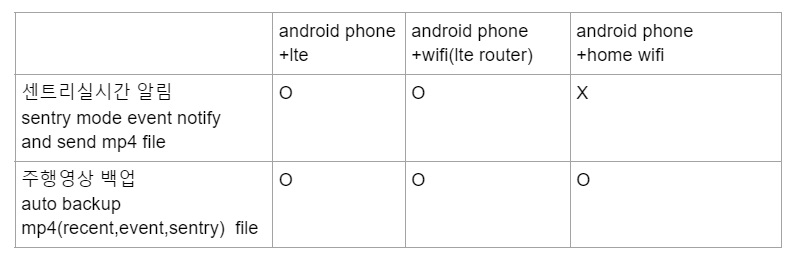 android phone
+lte
android phone
+wifi(lte router)
android phone
+home wifi
센트리실시간 알림
sentry mode event notify
and send mp4 file
O
O
X
주행영상 백업
auto backup
mp4(recent,event,sentry) file
O
O
O